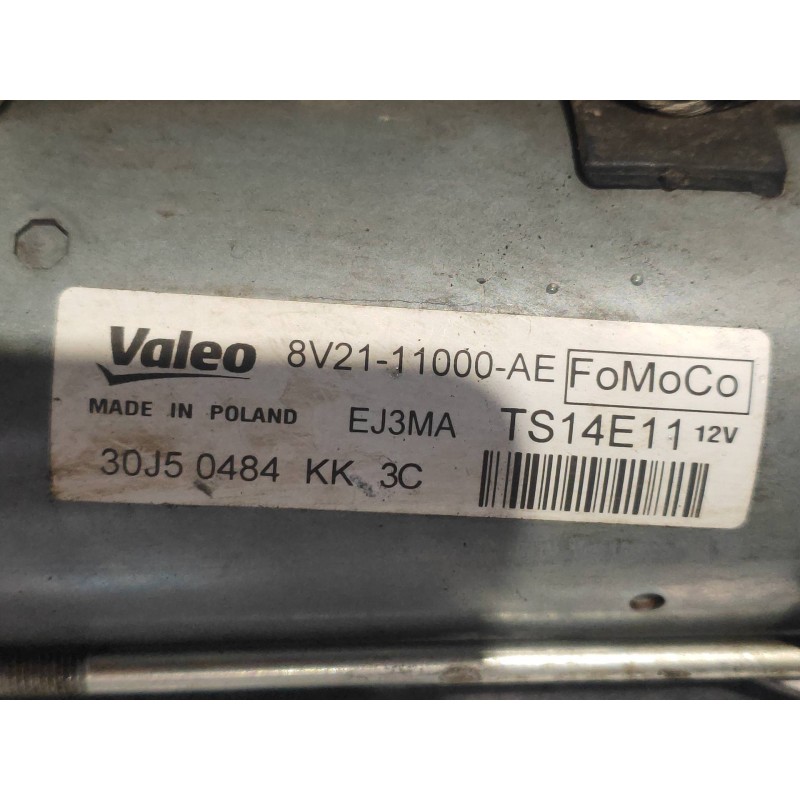 Valeo 8V21-11000-AE FoMoCo
MADE IN POLAND EJ3MA TS14E11 12V
30J5 0484 KK 3C